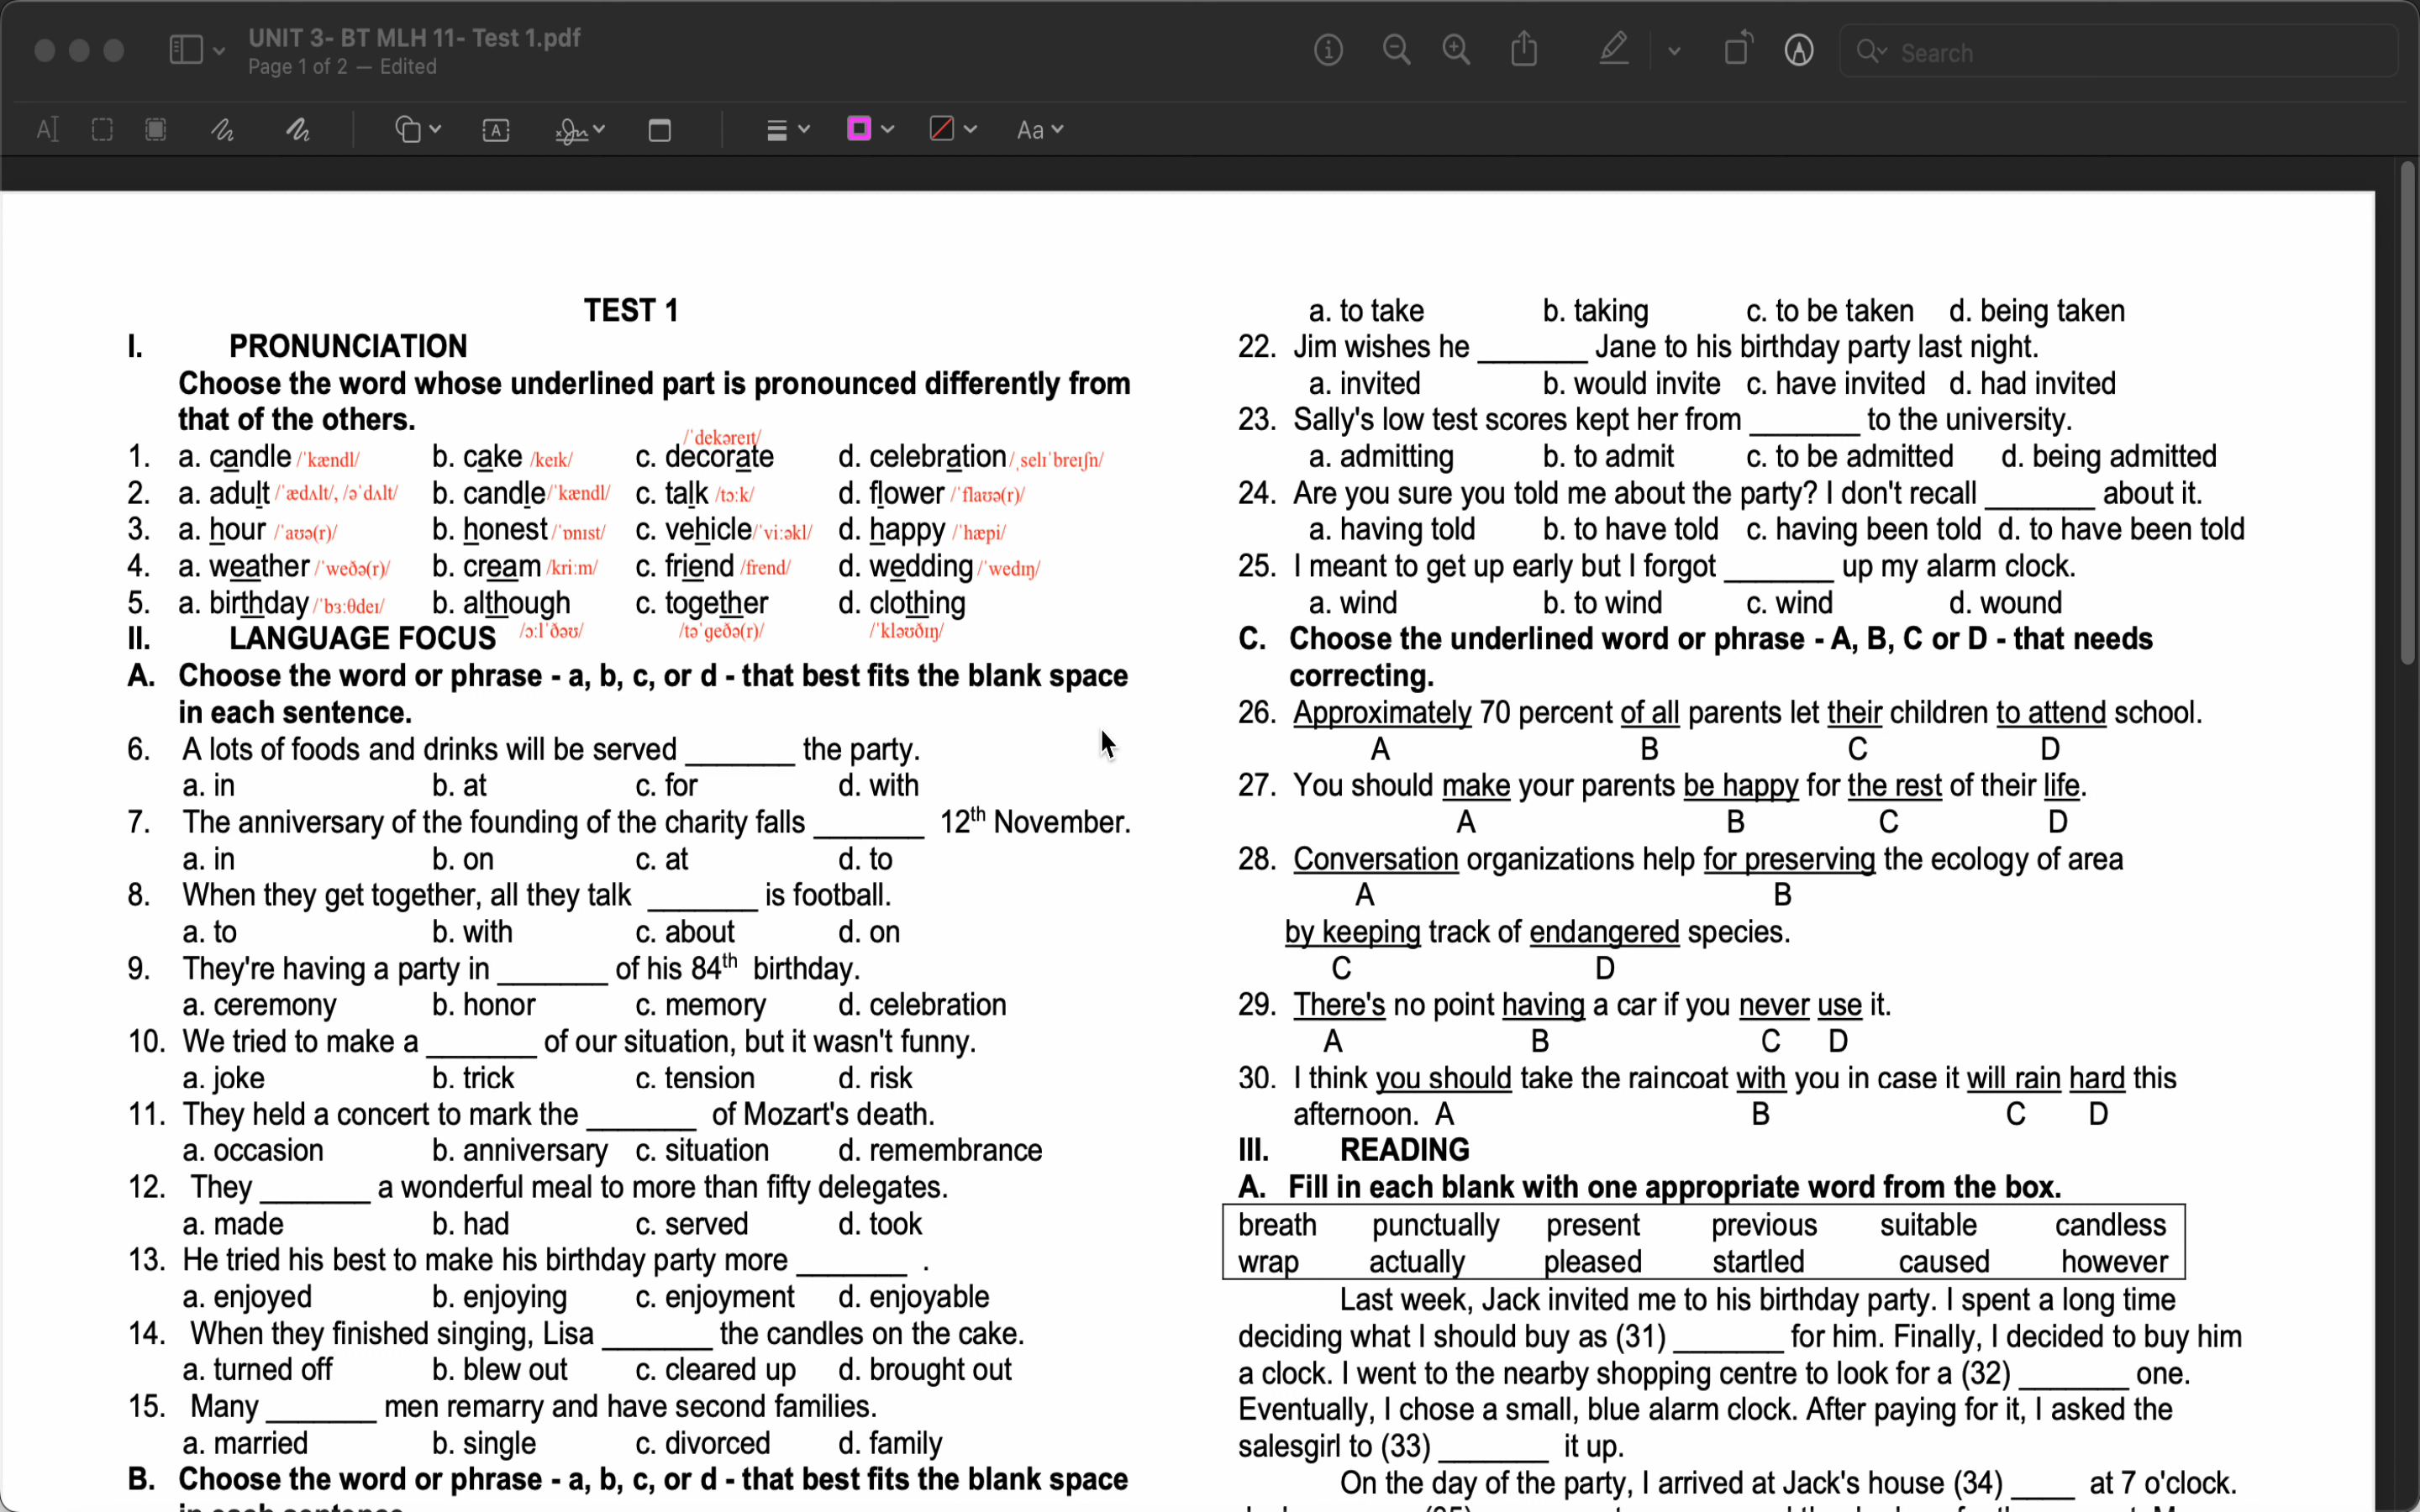 UNIT 3- BT MLH 11- Test 1.pdf
Page 1 of 2 — Edited
Search
Aa
TEST 1
I. PRONUNCIATION
Choose the word whose underlined part is pronounced differently from
that of the others.
/ˈdekəreɪt/
1. a. candle /ˈkændl/ b. cake /keɪk/ c. decorate d. celebration /ˌselɪˈbreɪʃn/
2. a. adult /ˈædʌlt/, /əˈdʌlt/ b. candle /ˈkændl/ c. talk /tɔːk/ d. flower /ˈflaʊə(r)/
3. a. hour /ˈaʊə(r)/ b. honest /ˈɒnɪst/ c. vehicle /ˈviːəkl/ d. happy /ˈhæpi/
4. a. weather /ˈweðə(r)/ b. cream /kriːm/ c. friend /frend/ d. wedding /ˈwedɪŋ/
5. a. birthday /ˈbɜːθdeɪ/ b. although c. together d. clothing
/ɔːlˈðəʊ/ /təˈɡeðə(r)/ /ˈkləʊðɪŋ/
II. LANGUAGE FOCUS
A. Choose the word or phrase - a, b, c, or d - that best fits the blank space
in each sentence.
6. A lots of foods and drinks will be served _______ the party.
a. in b. at c. for d. with
7. The anniversary of the founding of the charity falls _______ 12th November.
a. in b. on c. at d. to
8. When they get together, all they talk _______ is football.
a. to b. with c. about d. on
9. They're having a party in _______ of his 84th birthday.
a. ceremony b. honor c. memory d. celebration
10. We tried to make a _______ of our situation, but it wasn't funny.
a. joke b. trick c. tension d. risk
11. They held a concert to mark the _______ of Mozart's death.
a. occasion b. anniversary c. situation d. remembrance
12. They _______ a wonderful meal to more than fifty delegates.
a. made b. had c. served d. took
13. He tried his best to make his birthday party more _______ .
a. enjoyed b. enjoying c. enjoyment d. enjoyable
14. When they finished singing, Lisa _______ the candles on the cake.
a. turned off b. blew out c. cleared up d. brought out
15. Many _______ men remarry and have second families.
a. married b. single c. divorced d. family
B. Choose the word or phrase - a, b, c, or d - that best fits the blank space
a. to take b. taking c. to be taken d. being taken
22. Jim wishes he _______ Jane to his birthday party last night.
a. invited b. would invite c. have invited d. had invited
23. Sally's low test scores kept her from _______ to the university.
a. admitting b. to admit c. to be admitted d. being admitted
24. Are you sure you told me about the party? I don't recall _______ about it.
a. having told b. to have told c. having been told d. to have been told
25. I meant to get up early but I forgot _______ up my alarm clock.
a. wind b. to wind c. wind d. wound
C. Choose the underlined word or phrase - A, B, C or D - that needs
correcting.
26. Approximately 70 percent of all parents let their children to attend school.
A B C D
27. You should make your parents be happy for the rest of their life.
A B C D
28. Conversation organizations help for preserving the ecology of area
A B
by keeping track of endangered species.
C D
29. There's no point having a car if you never use it.
A B C D
30. I think you should take the raincoat with you in case it will rain hard this
afternoon. A B C D
III. READING
A. Fill in each blank with one appropriate word from the box.
breath punctually present previous suitable candless
wrap actually pleased startled caused however
Last week, Jack invited me to his birthday party. I spent a long time
deciding what I should buy as (31) _______ for him. Finally, I decided to buy him
a clock. I went to the nearby shopping centre to look for a (32) _______ one.
Eventually, I chose a small, blue alarm clock. After paying for it, I asked the
salesgirl to (33) _______ it up.
On the day of the party, I arrived at Jack's house (34) ____ at 7 o'clock.